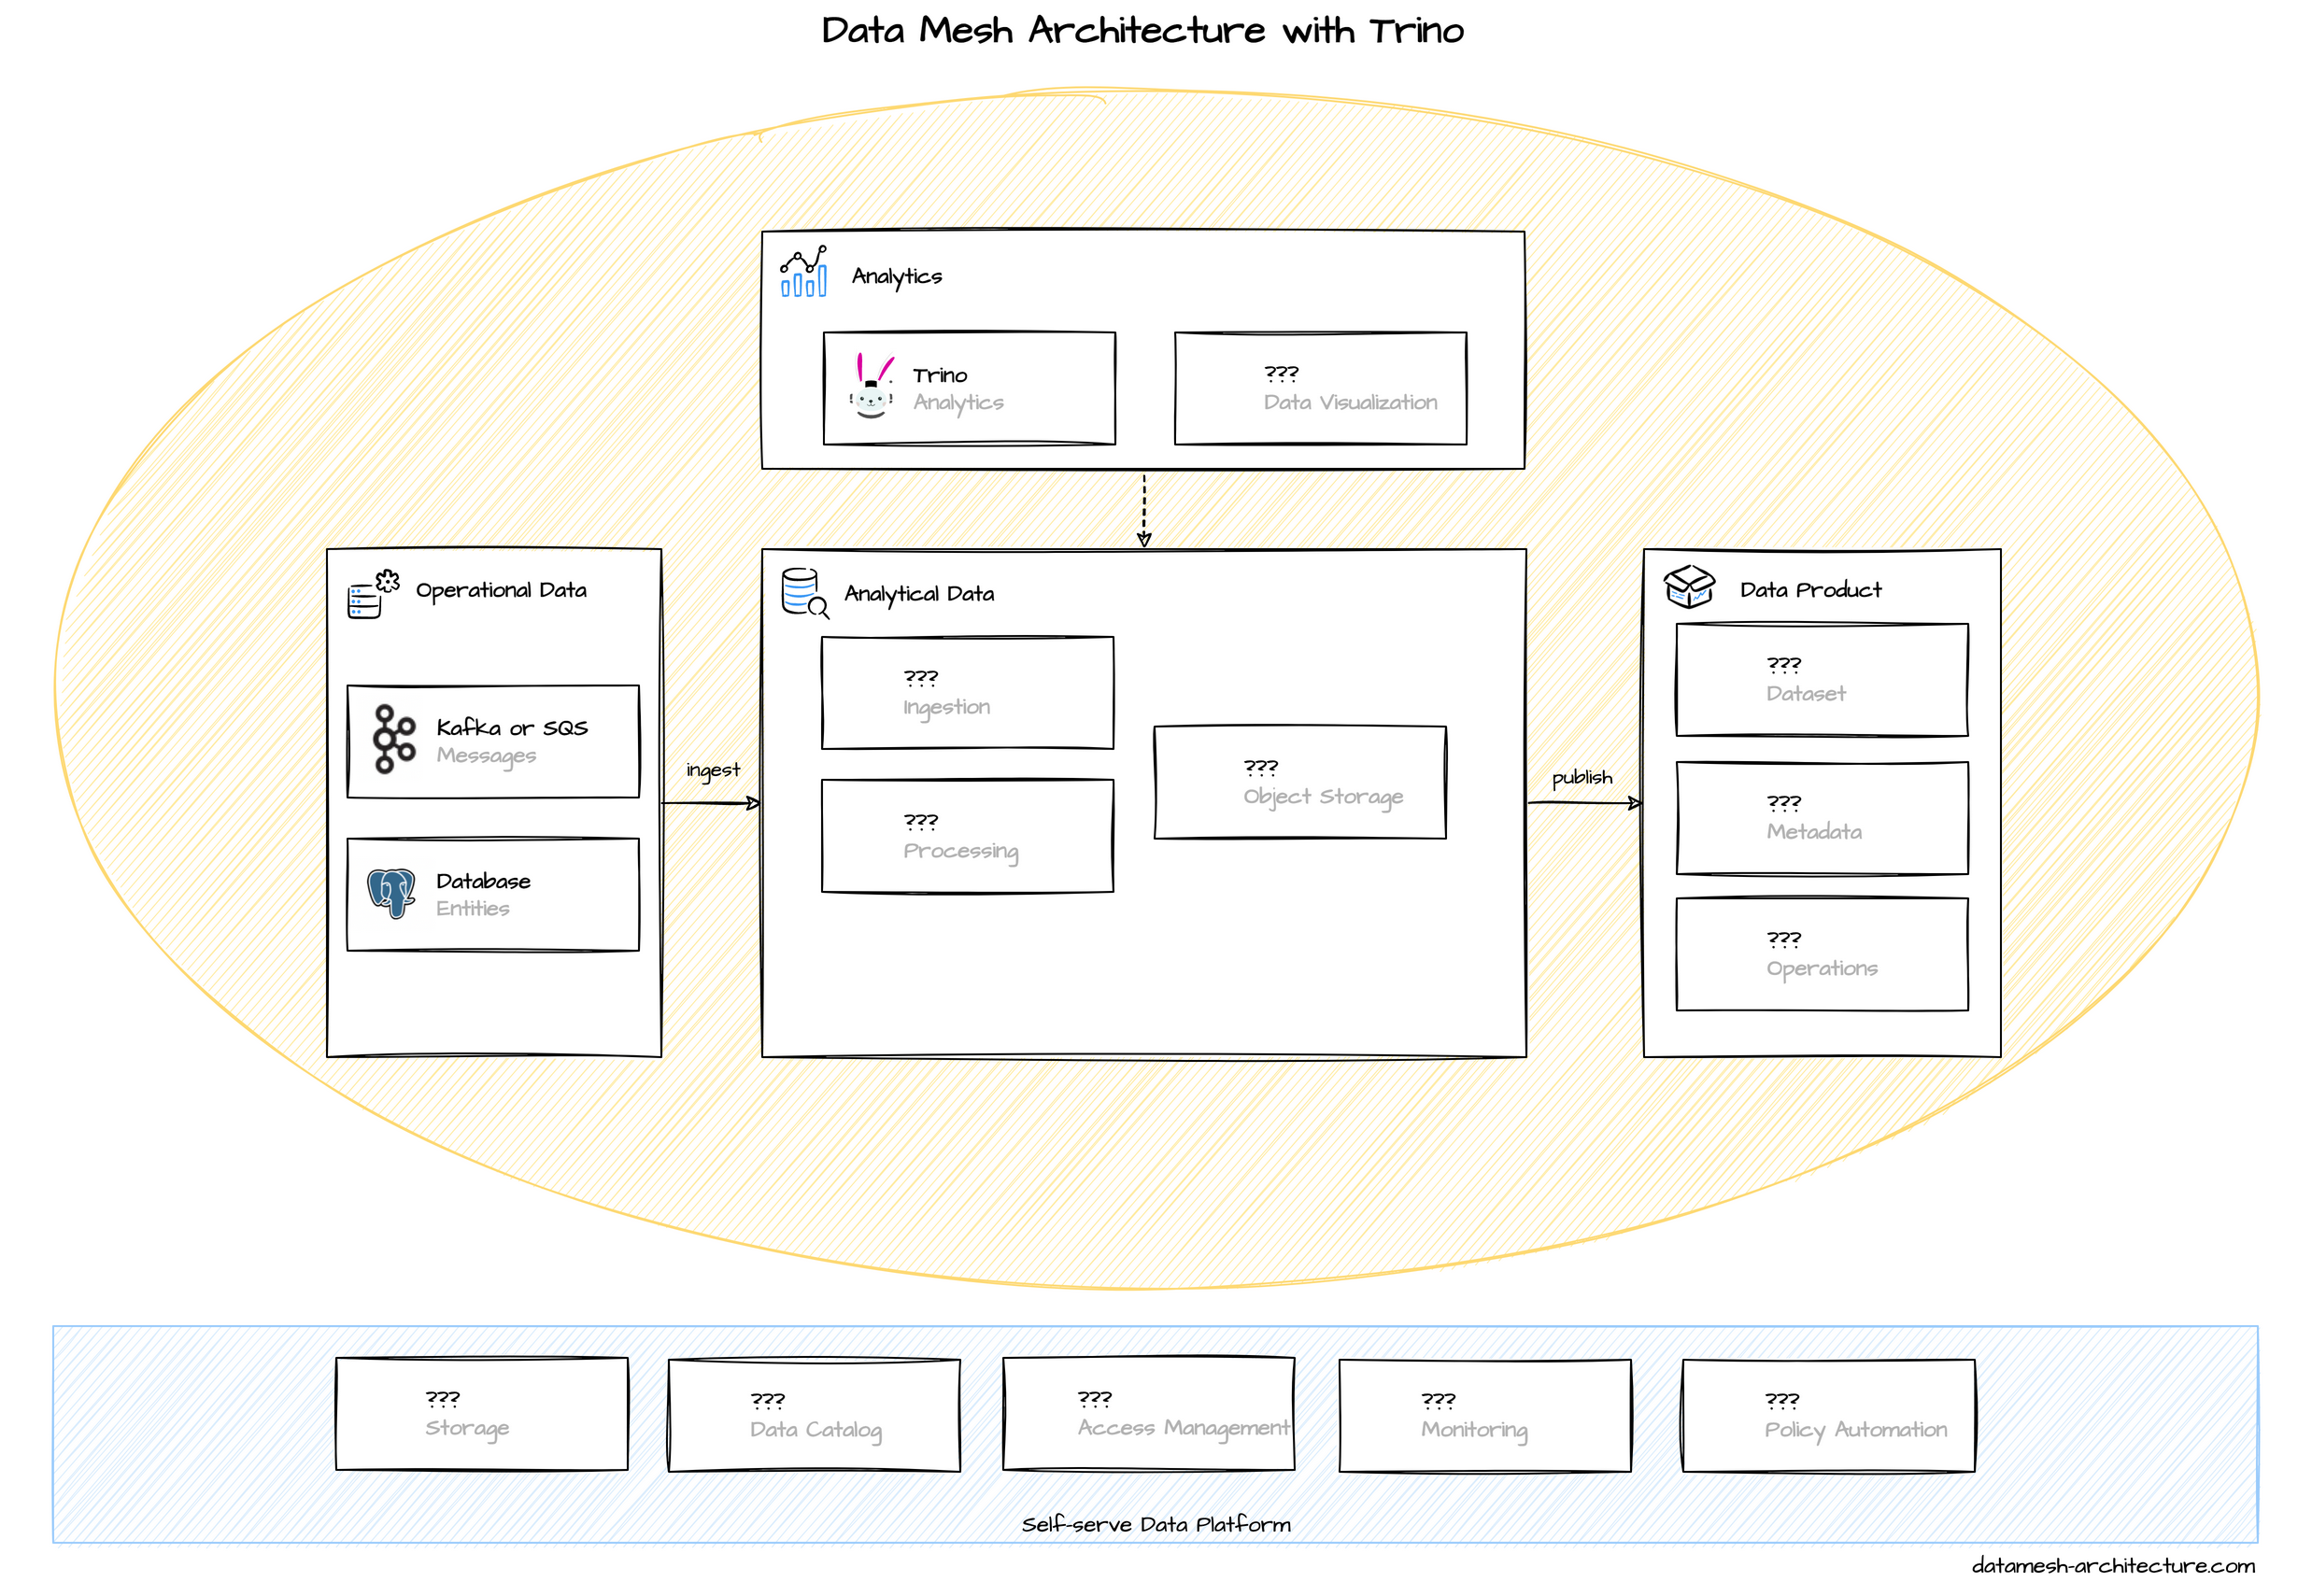 Data Mesh Architecture with Trino
Analytics
Trino
Analytics
???
Data Visualization
Operational Data
Kafka or SQS
Messages
Database
Entities
ingest
Analytical Data
???
Ingestion
???
Processing
???
Object Storage
publish
Data Product
???
Dataset
???
Metadata
???
Operations
???
Storage
???
Data Catalog
???
Access Management
???
Monitoring
???
Policy Automation
Self-serve Data Platform
datamesh-architecture.com